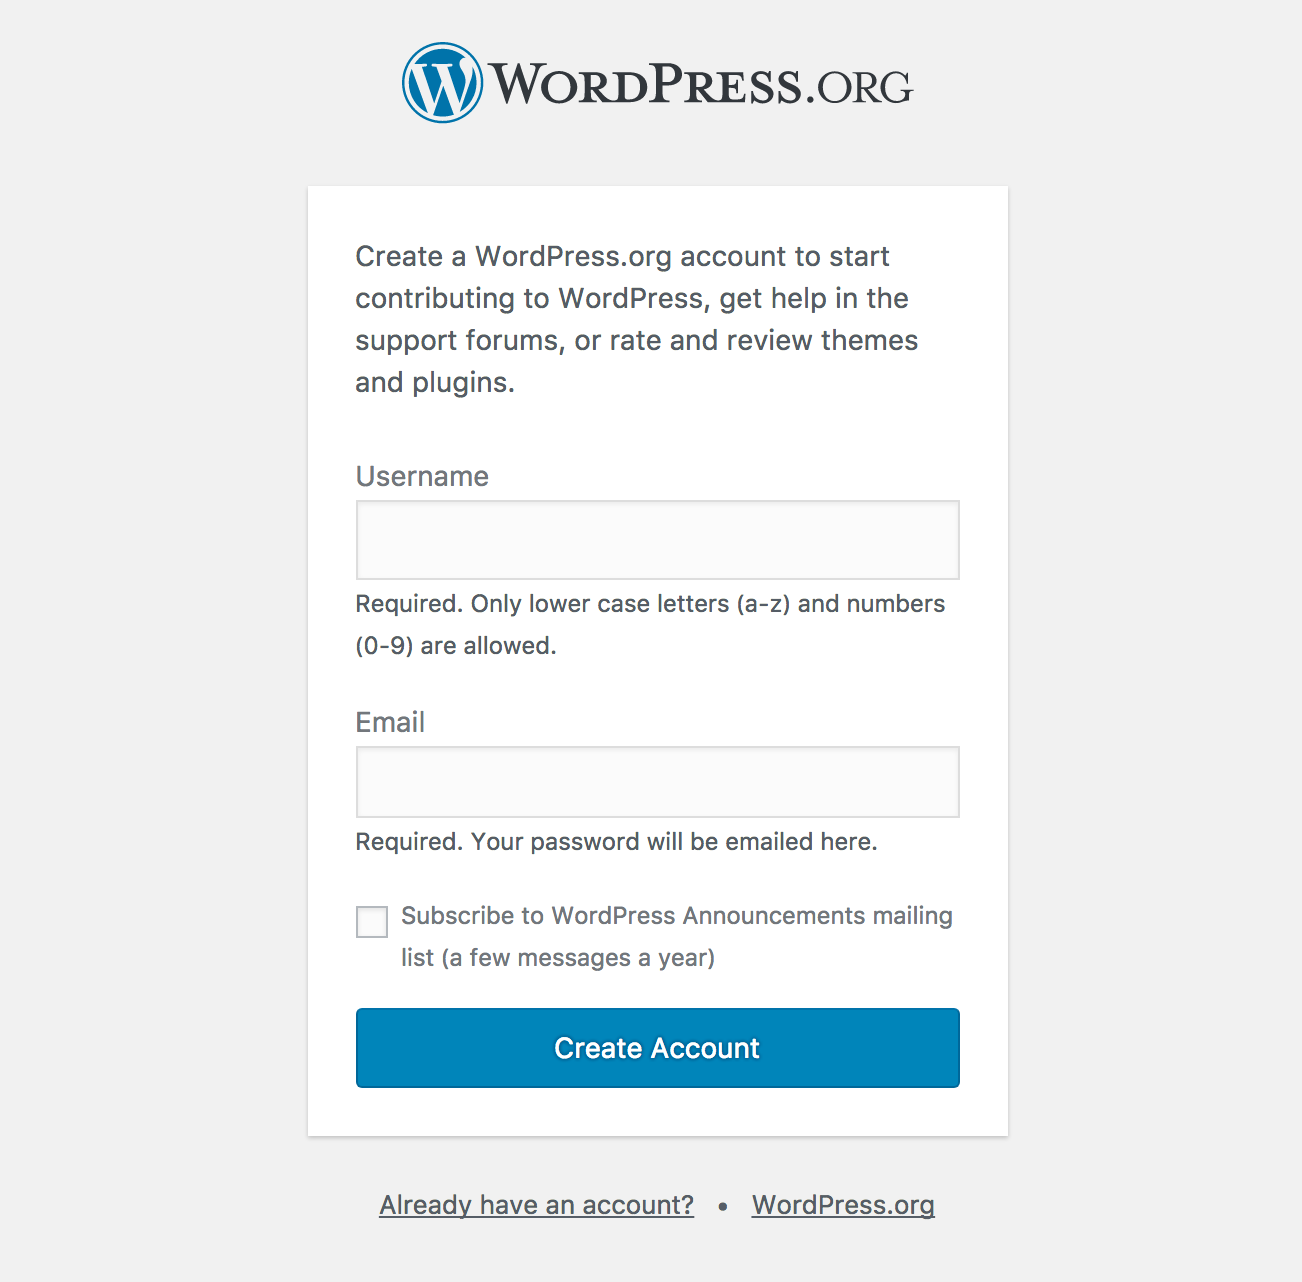 WORDPRESS.ORG
Create a WordPress.org account to start
contributing to WordPress, get help in the
support forums, or rate and review themes
and plugins.
Username
Required. Only lower case letters (a-z) and numbers
(0-9) are allowed.
Email
Required. Your password will be emailed here.
Subscribe to WordPress Announcements mailing
list (a few messages a year)
Create Account
Already have an account? • WordPress.org